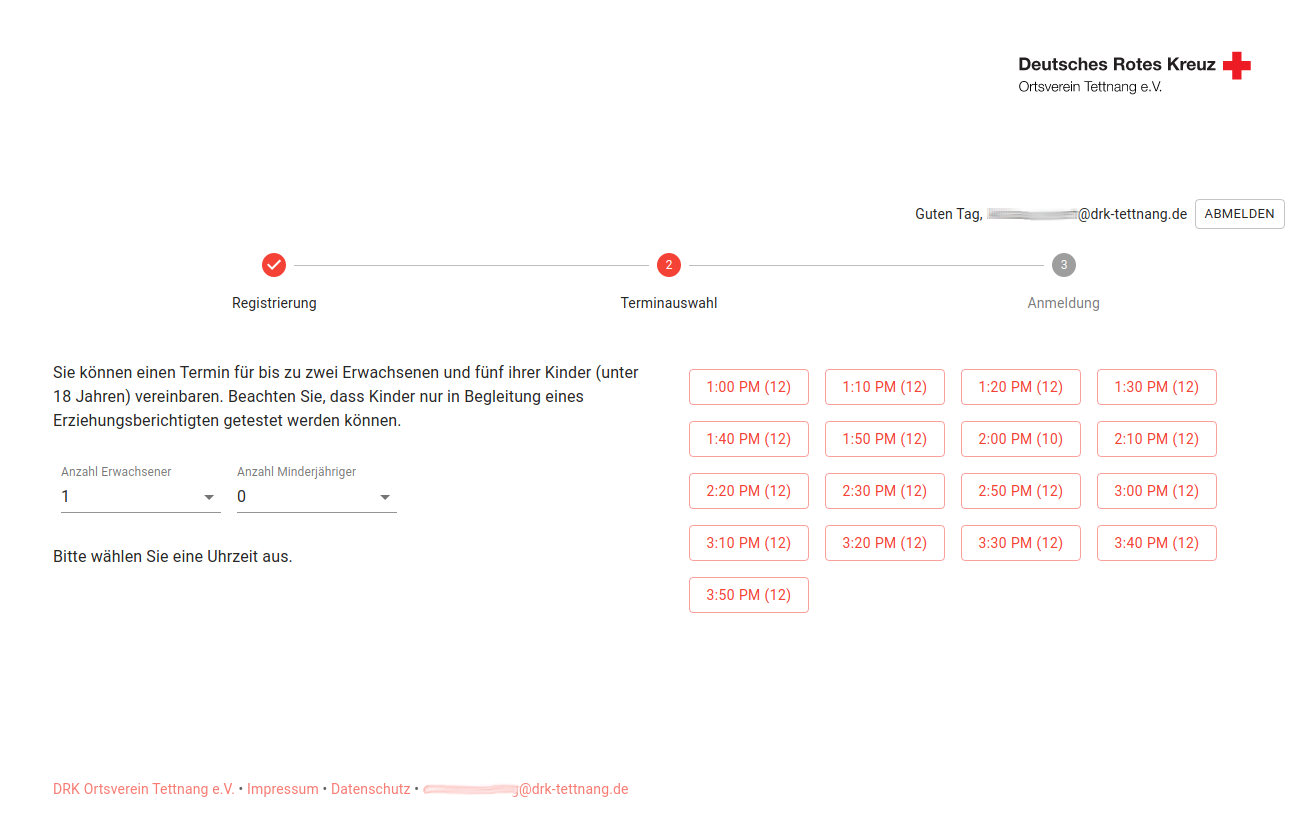 Deutsches Rotes Kreuz
Ortsverein Tettnang e.V.
Guten Tag, @drk-tettnang.de ABMELDEN
2 3
Registrierung Terminauswahl Anmeldung
Sie können einen Termin für bis zu zwei Erwachsenen und fünf ihrer Kinder (unter
18 Jahren) vereinbaren. Beachten Sie, dass Kinder nur in Begleitung eines
Erziehungsberichtigten getestet werden können.
Anzahl Erwachsener Anzahl Minderjähriger
1 0
Bitte wählen Sie eine Uhrzeit aus.
1:00 PM (12) 1:10 PM (12) 1:20 PM (12) 1:30 PM (12)
1:40 PM (12) 1:50 PM (12) 2:00 PM (10) 2:10 PM (12)
2:20 PM (12) 2:30 PM (12) 2:50 PM (12) 3:00 PM (12)
3:10 PM (12) 3:20 PM (12) 3:30 PM (12) 3:40 PM (12)
3:50 PM (12)
DRK Ortsverein Tettnang e.V. • Impressum • Datenschutz • @drk-tettnang.de